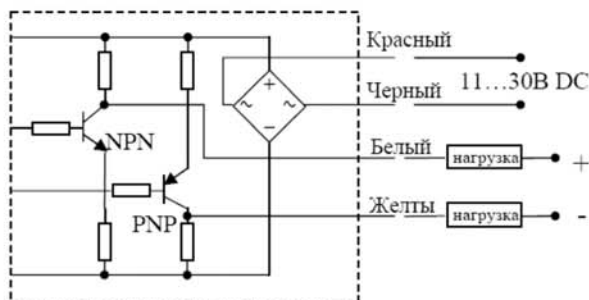 Красный
11...30В DC
Черный
NPN
Белый
нагрузка
+
PNP
Желты
нагрузка
-
+
~ ~
−